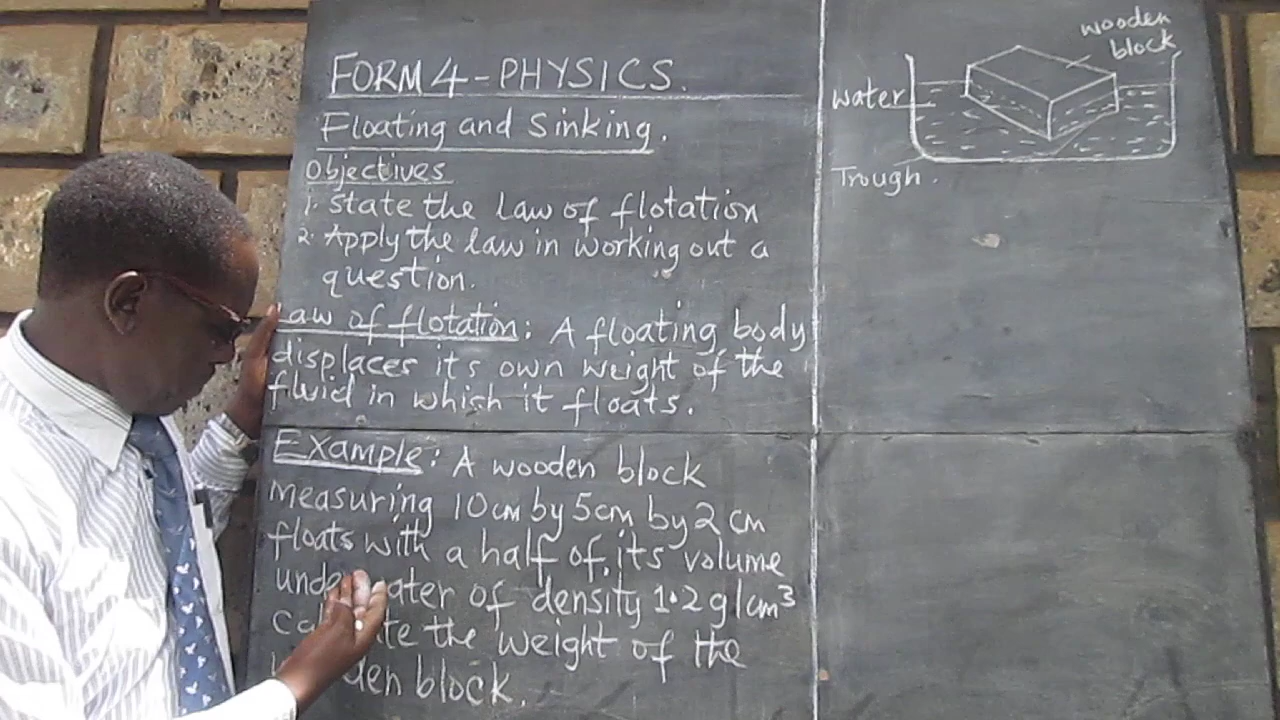 FORM 4 - PHYSICS.
Floating and Sinking.
Objectives
1. State the law of flotation
2. Apply the law in working out a
question.
Law of flotation: A floating body
displaces its own weight of the
fluid in which it floats.
Example: A wooden block
measuring 10cm by 5cm by 2 cm
floats with a half of its volume
of density 1.2 g/cm³
the weight of the
block.
wooden
block
water
Trough.